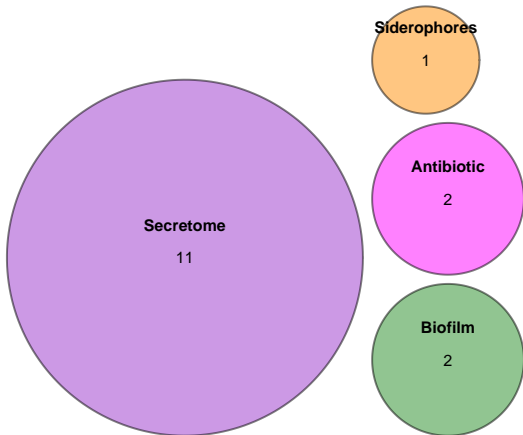 Siderophores
1
Antibiotic
2
Secretome
11
Biofilm
2